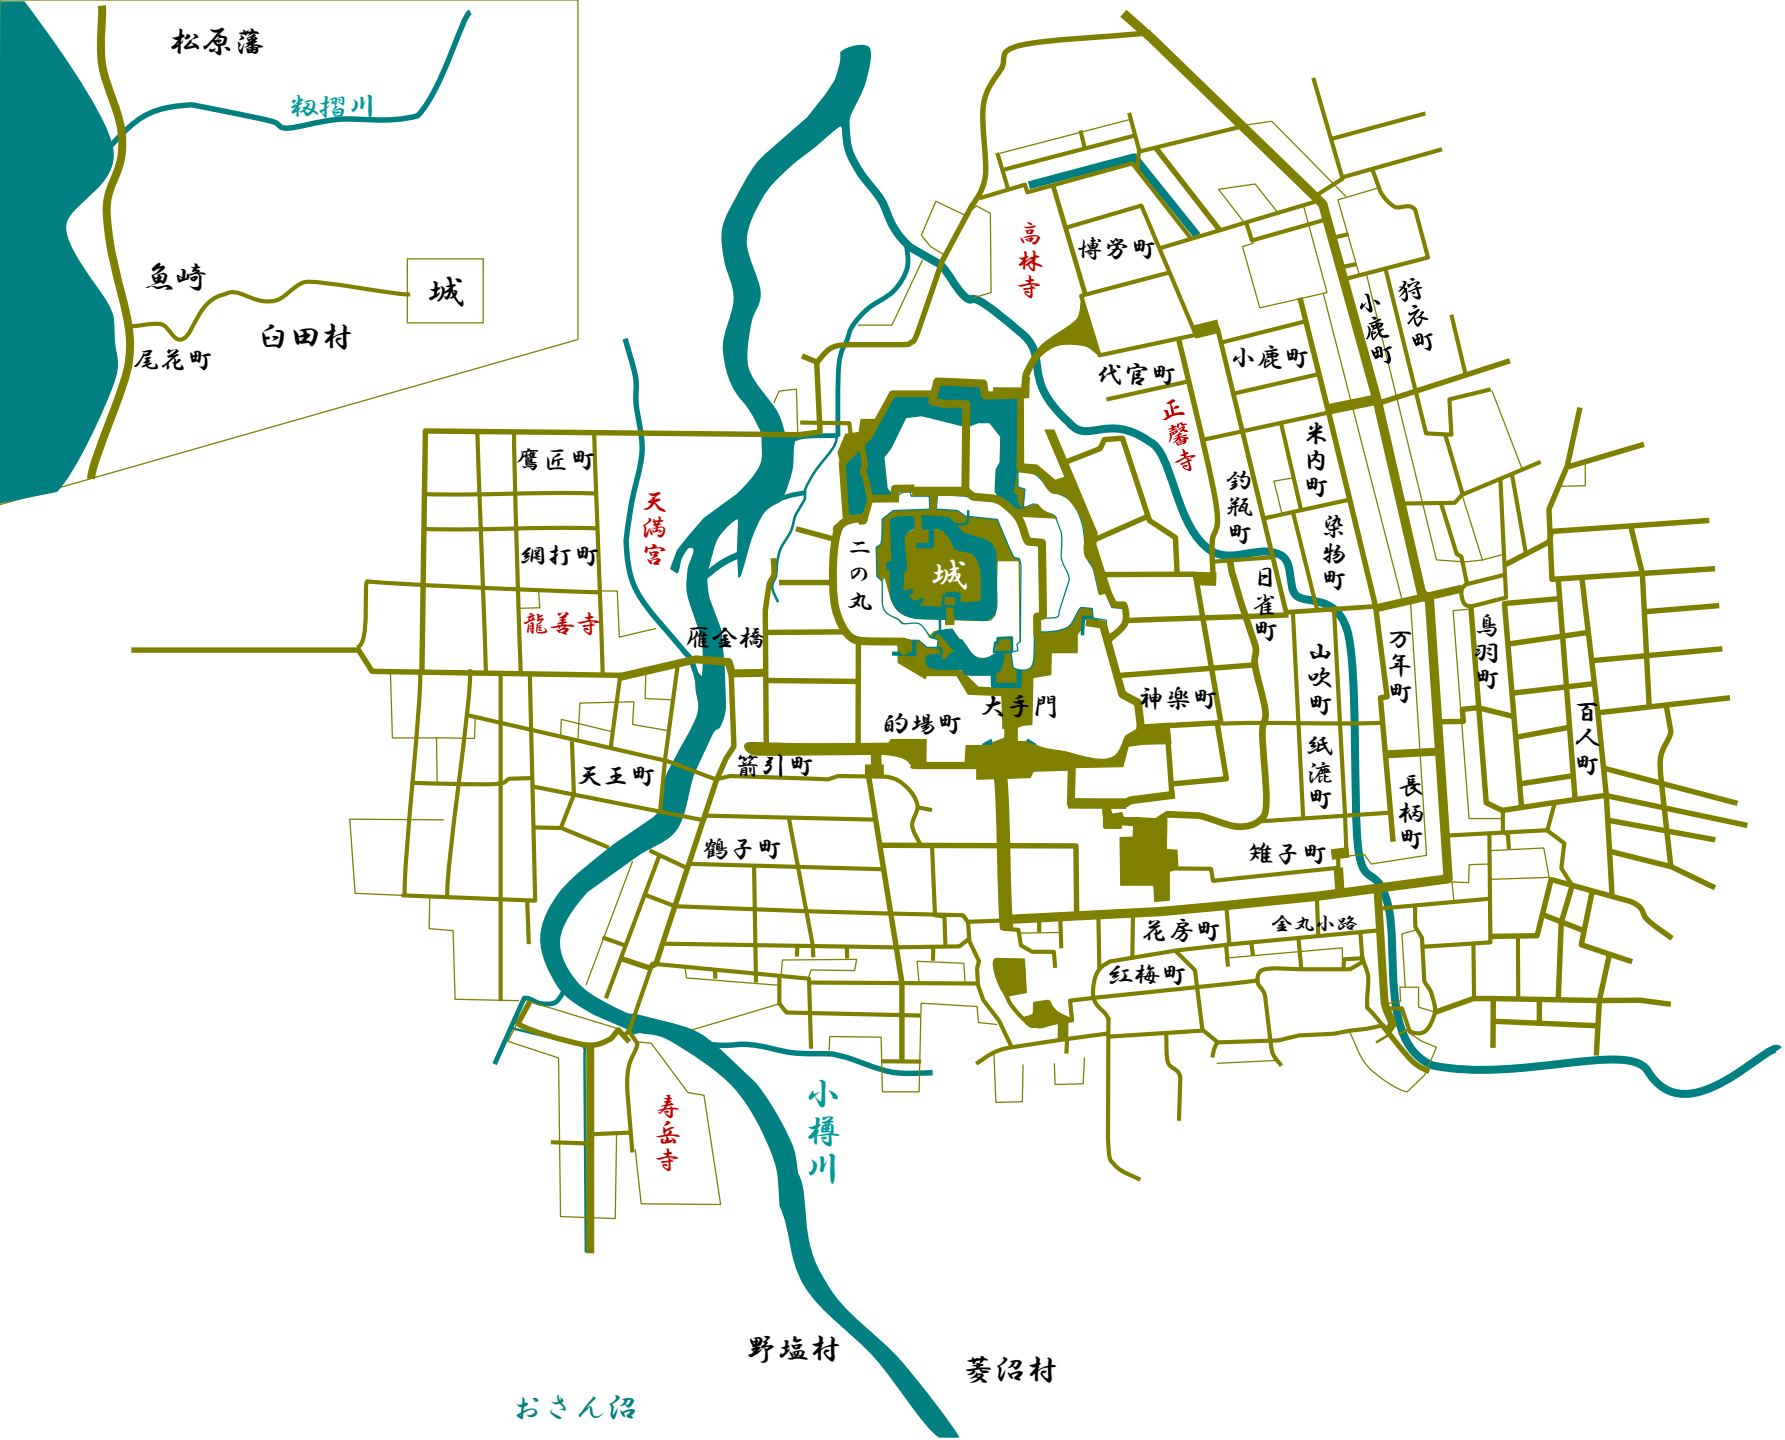 松原藩
籾摺川
魚崎
城
臼田村
尾花町
高林寺
博労町
小鹿町
狩衣町
代官町
小鹿町
正馨寺
米内町
釣瓶町
染物町
鷹匠町
天満宮
網打町
二の丸
城
日雀町
龍善寺
雁金橋
万年町
鳥羽町
山吹町
神楽町
大手門
的場町
百人町
紙漉町
箭引町
天王町
長柄町
鶴子町
雉子町
花房町
金丸小路
紅梅町
小樽川
寿岳寺
野塩村
菱沼村
おさん沼